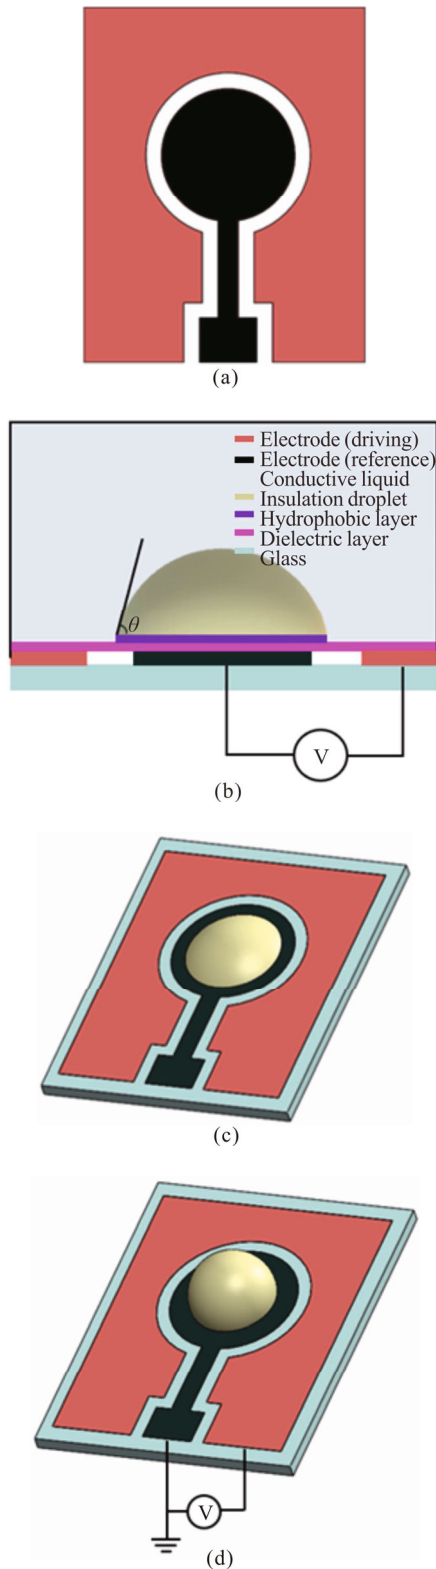 (a)
Electrode (driving)
Electrode (reference)
Conductive liquid
Insulation droplet
Hydrophobic layer
Dielectric layer
Glass
θ
V
(b)
(c)
V
(d)